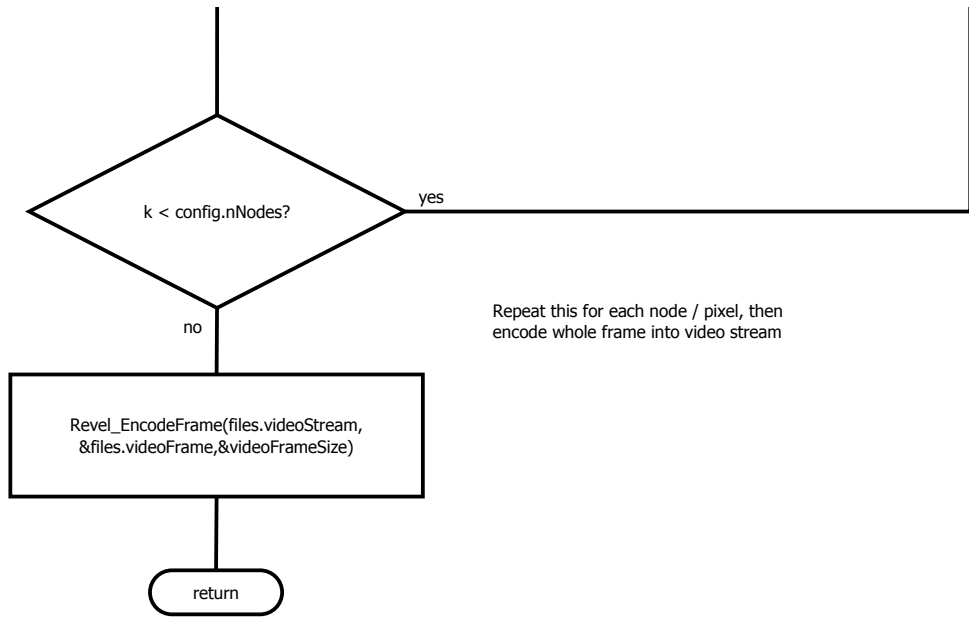 k < config.nNodes?
yes
Repeat this for each node / pixel, then
encode whole frame into video stream
no
Revel_EncodeFrame(files.videoStream,
&files.videoFrame,&videoFrameSize)
return